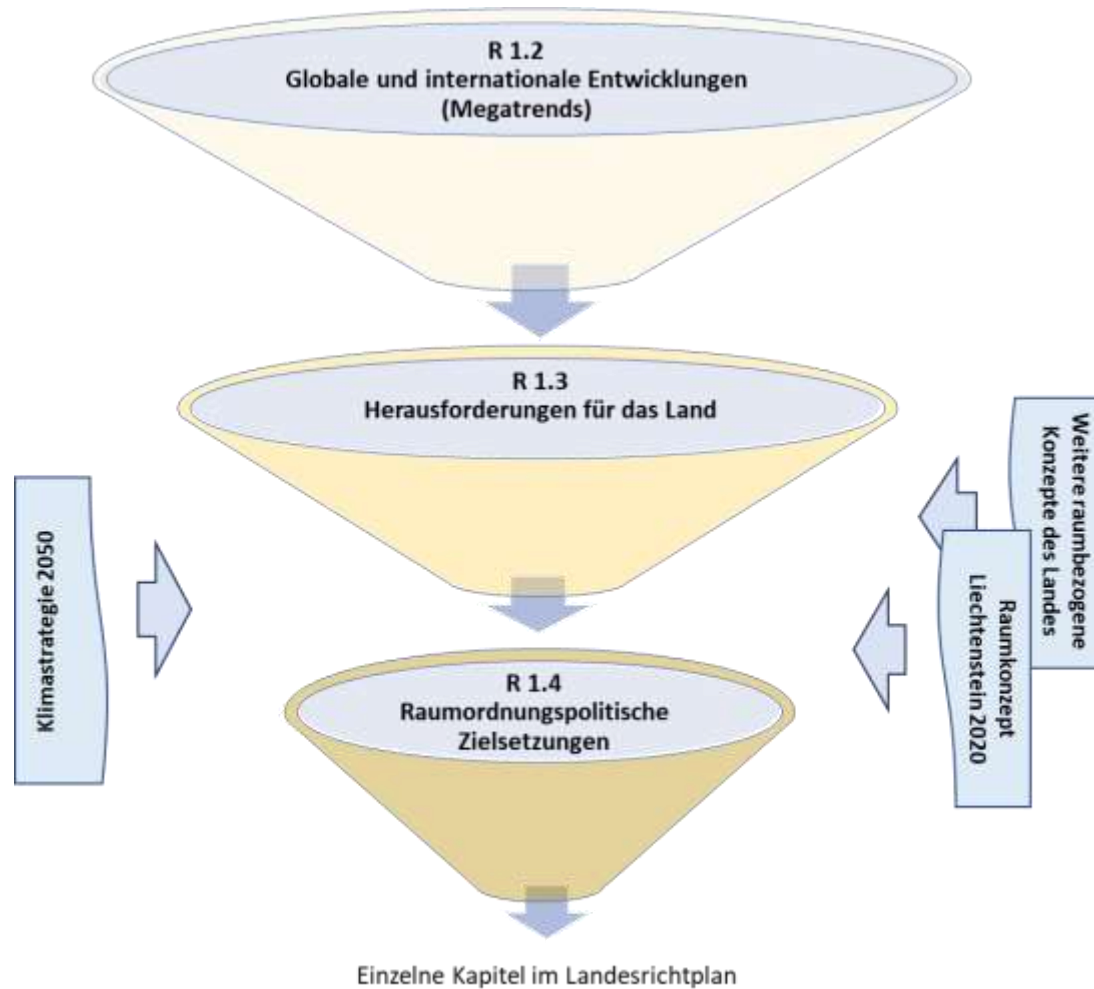 R 1.2
Globale und internationale Entwicklungen
(Megatrends)
R 1.3
Herausforderungen für das Land
Weitere raumbezogene
Konzepte des Landes
Klimastrategie 2050
Raumkonzept
Liechtenstein 2020
R 1.4
Raumordnungspolitische
Zielsetzungen
Einzelne Kapitel im Landesrichtplan